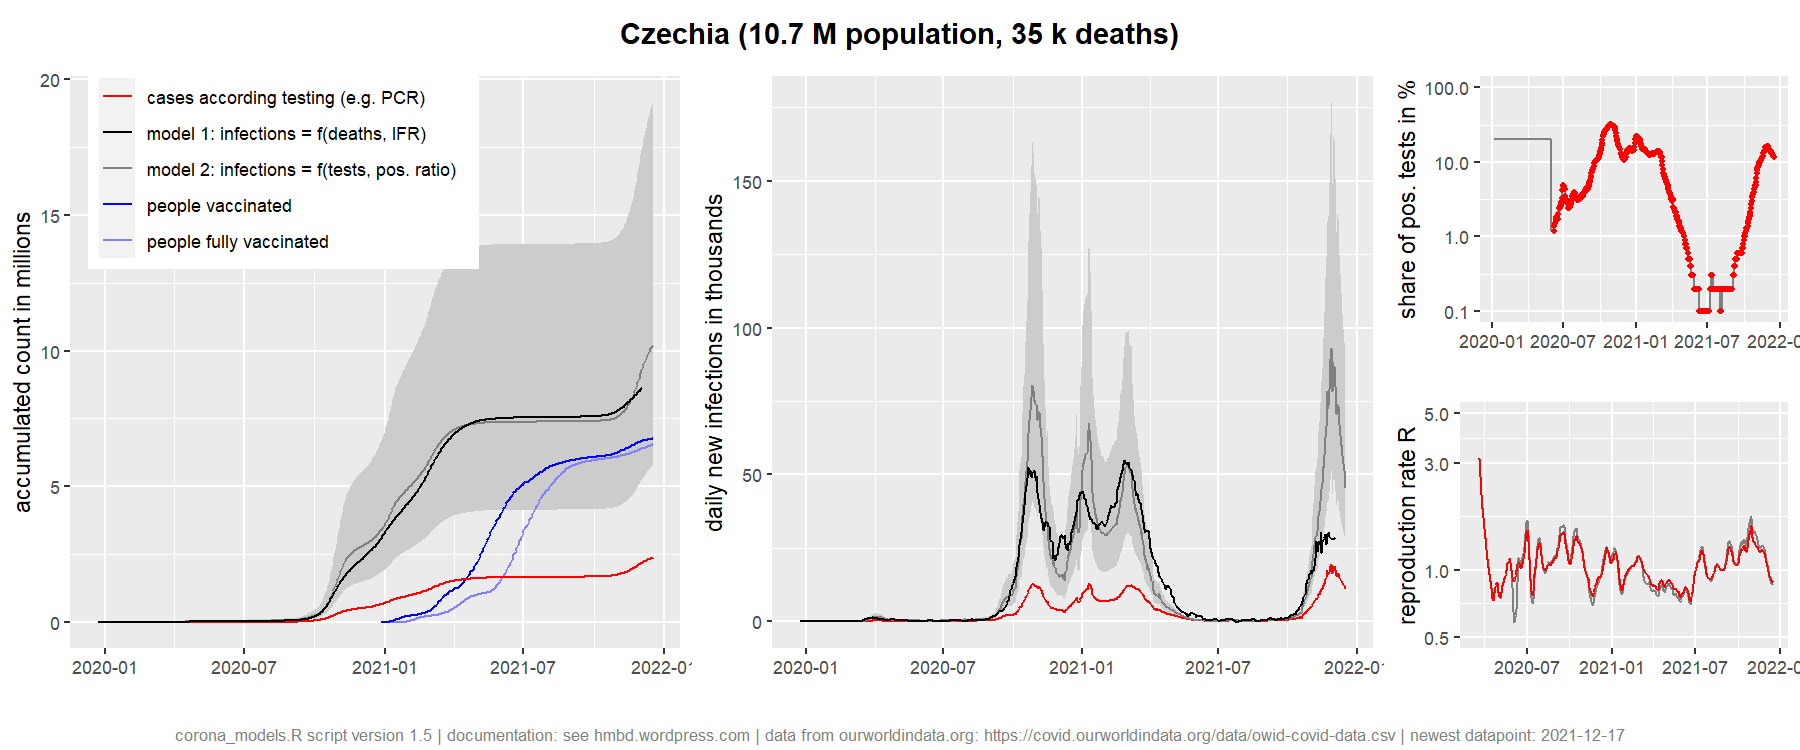 Czechia (10.7 M population, 35 k deaths)
accumulated count in millions
20
15
10
5
0
cases according testing (e.g. PCR)
model 1: infections = f(deaths, IFR)
model 2: infections = f(tests, pos. ratio)
people vaccinated
people fully vaccinated
2020-01 2020-07 2021-01 2021-07 2022-0
daily new infections in thousands
150
100
50
0
2020-01 2020-07 2021-01 2021-07 2022-0
share of pos. tests in %
100.0
10.0
1.0
0.1
2020-01 2020-07 2021-01 2021-07 2022-0
reproduction rate R
5.0
3.0
1.0
0.5
2020-07 2021-01 2021-07 2022-0
corona_models.R script version 1.5 | documentation: see hmbd.wordpress.com | data from ourworldindata.org: https://covid.ourworldindata.org/data/owid-covid-data.csv | newest datapoint: 2021-12-17